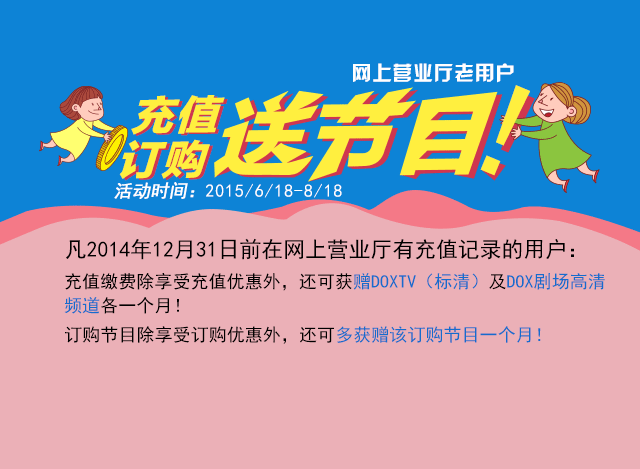 网上营业厅老用户
充值
订购
送节目!
活动时间：2015/6/18-8/18
凡2014年12月31日前在网上营业厅有充值记录的用户：
充值缴费除享受充值优惠外，还可获赠DOXTV（标清）及DOX剧场高清
频道各一个月！
订购节目除享受订购优惠外，还可多获赠该订购节目一个月！